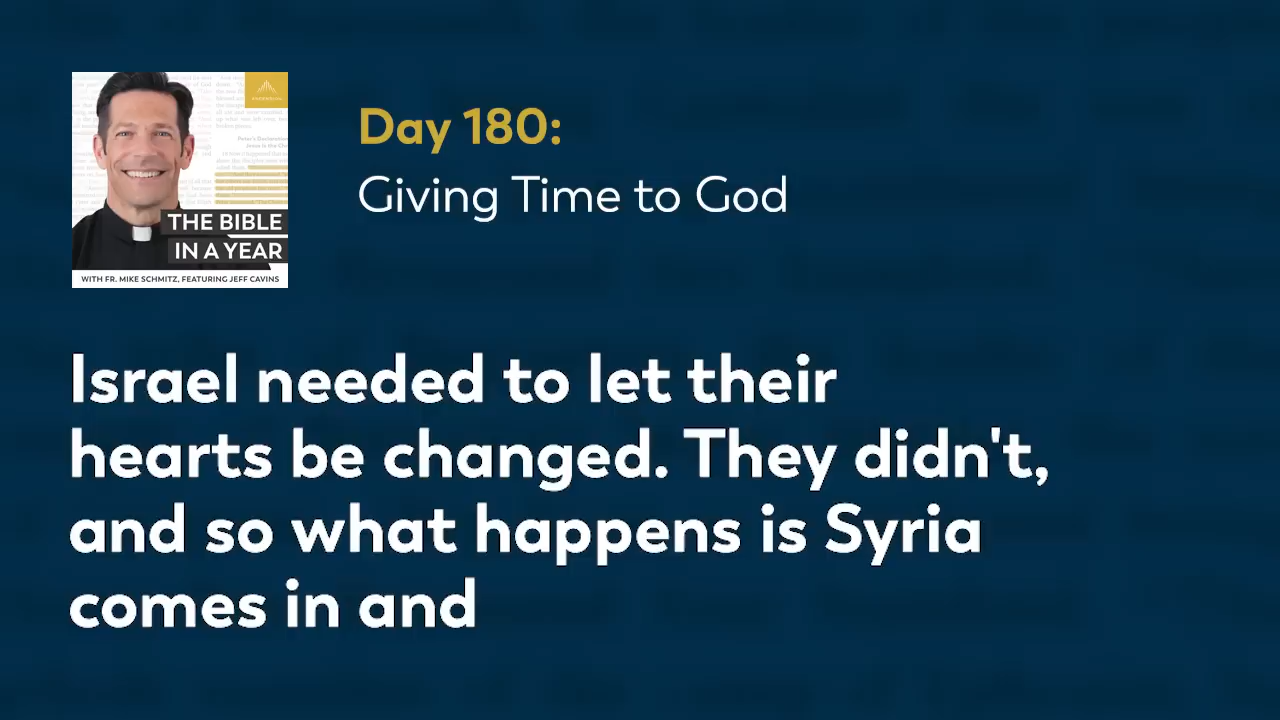 Day 180:
Giving Time to God
THE BIBLE
IN A YEAR
WITH FR. MIKE SCHMITZ, FEATURING JEFF CAVINS
Israel needed to let their
hearts be changed. They didn't,
and so what happens is Syria
comes in and